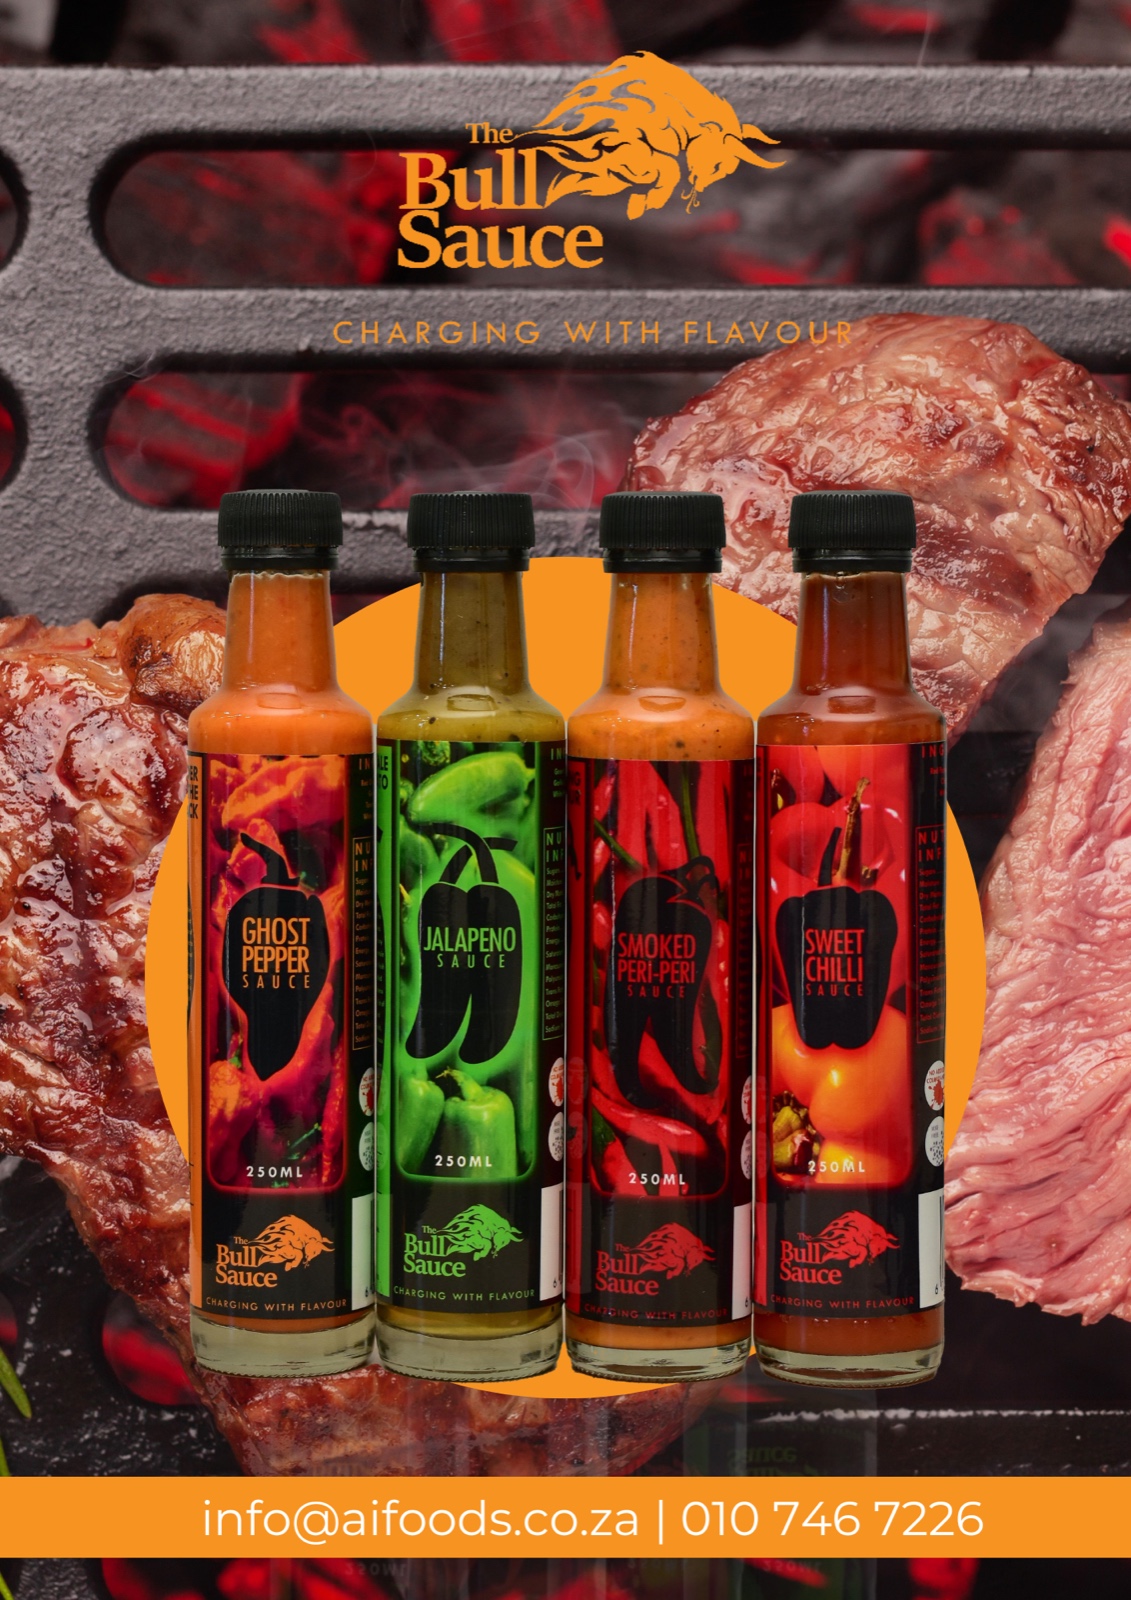 The
Bull
Sauce
CHARGING WITH FLAVOUR
GHOST
PEPPER
SAUCE
250ML
The
Bull
Sauce
CHARGING WITH FLAVOUR
JALAPENO
SAUCE
250ML
The
Bull
Sauce
CHARGING WITH FLAVOUR
SMOKED
PERI-PERI
SAUCE
250ML
The
Bull
Sauce
CHARGING WITH FLAVOUR
SWEET
CHILLI
SAUCE
250ML
The
Bull
Sauce
CHARGING WITH FLAVOUR
info@aifoods.co.za | 010 746 7226